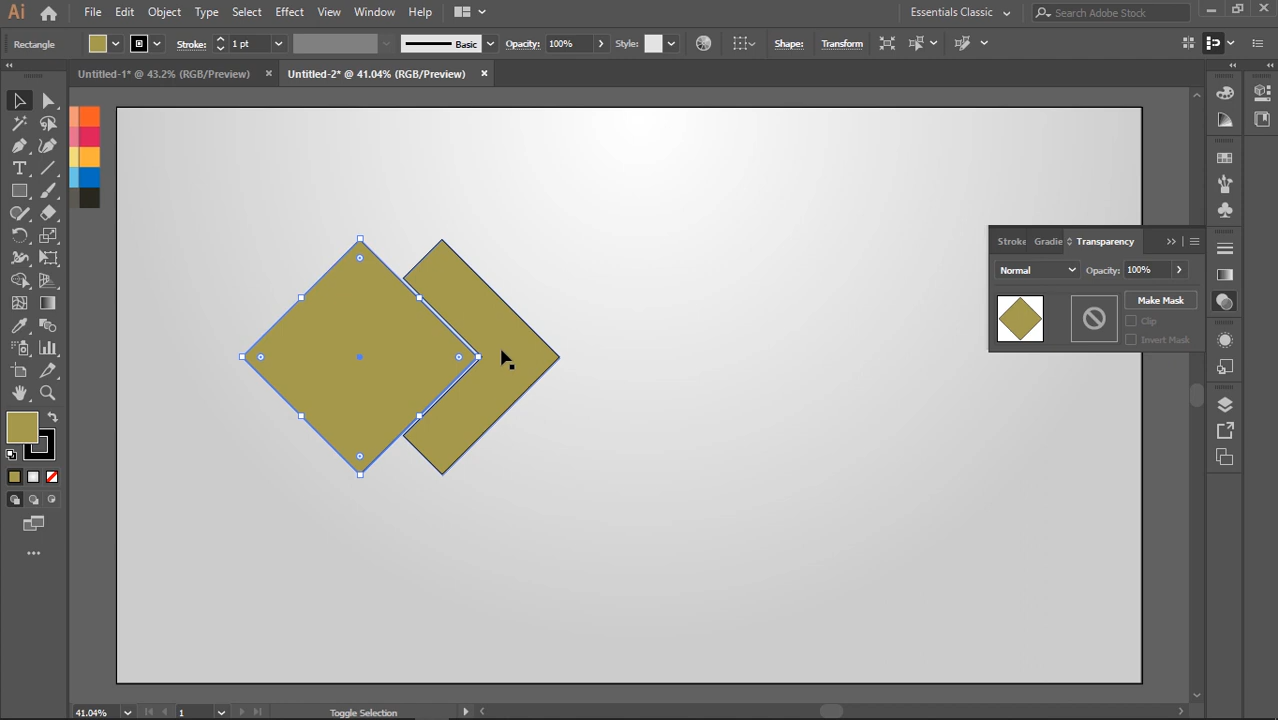 Ai File Edit Object Type Select Effect View Window Help Essentials Classic Search Adobe Stock
Rectangle Stroke: 1 pt Basic Opacity: 100% Style: Shape: Transform
Untitled-1* @ 43.2% (RGB/Preview) × Untitled-2* @ 41.04% (RGB/Preview) ×
Stroke Gradie Transparency
Normal Opacity: 100%
Make Mask
Clip
Invert Mask
41.04% 1 Toggle Selection